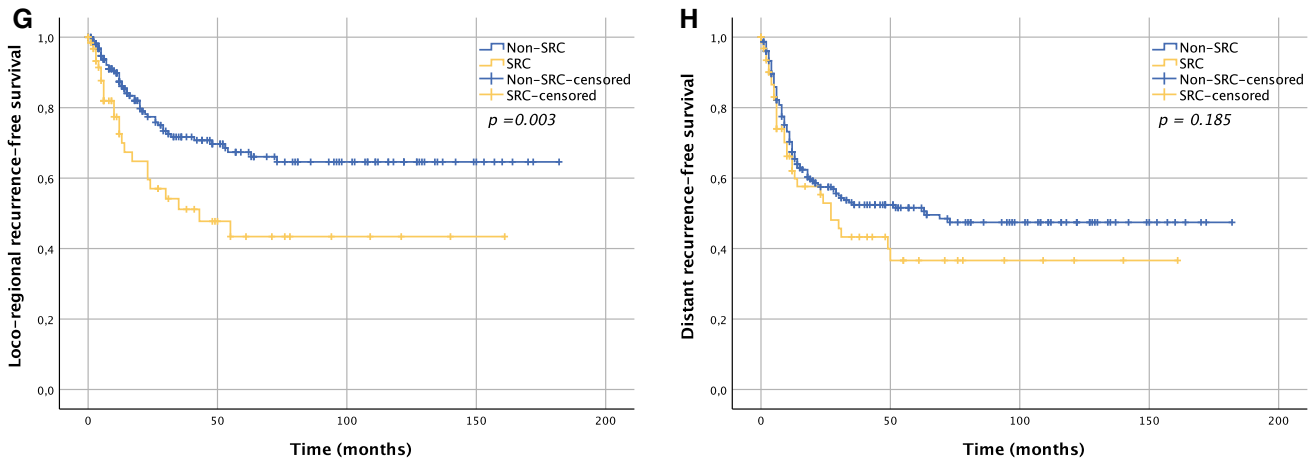 G
Loco-regional recurrence-free survival
1,0
0,8
0,6
0,4
0,2
0,0
Non-SRC
SRC
Non-SRC-censored
SRC-censored
p =0.003
0 50 100 150 200
Time (months)
H
Distant recurrence-free survival
1,0
0,8
0,6
0,4
0,2
0,0
Non-SRC
SRC
Non-SRC-censored
SRC-censored
p = 0.185
0 50 100 150 200
Time (months)